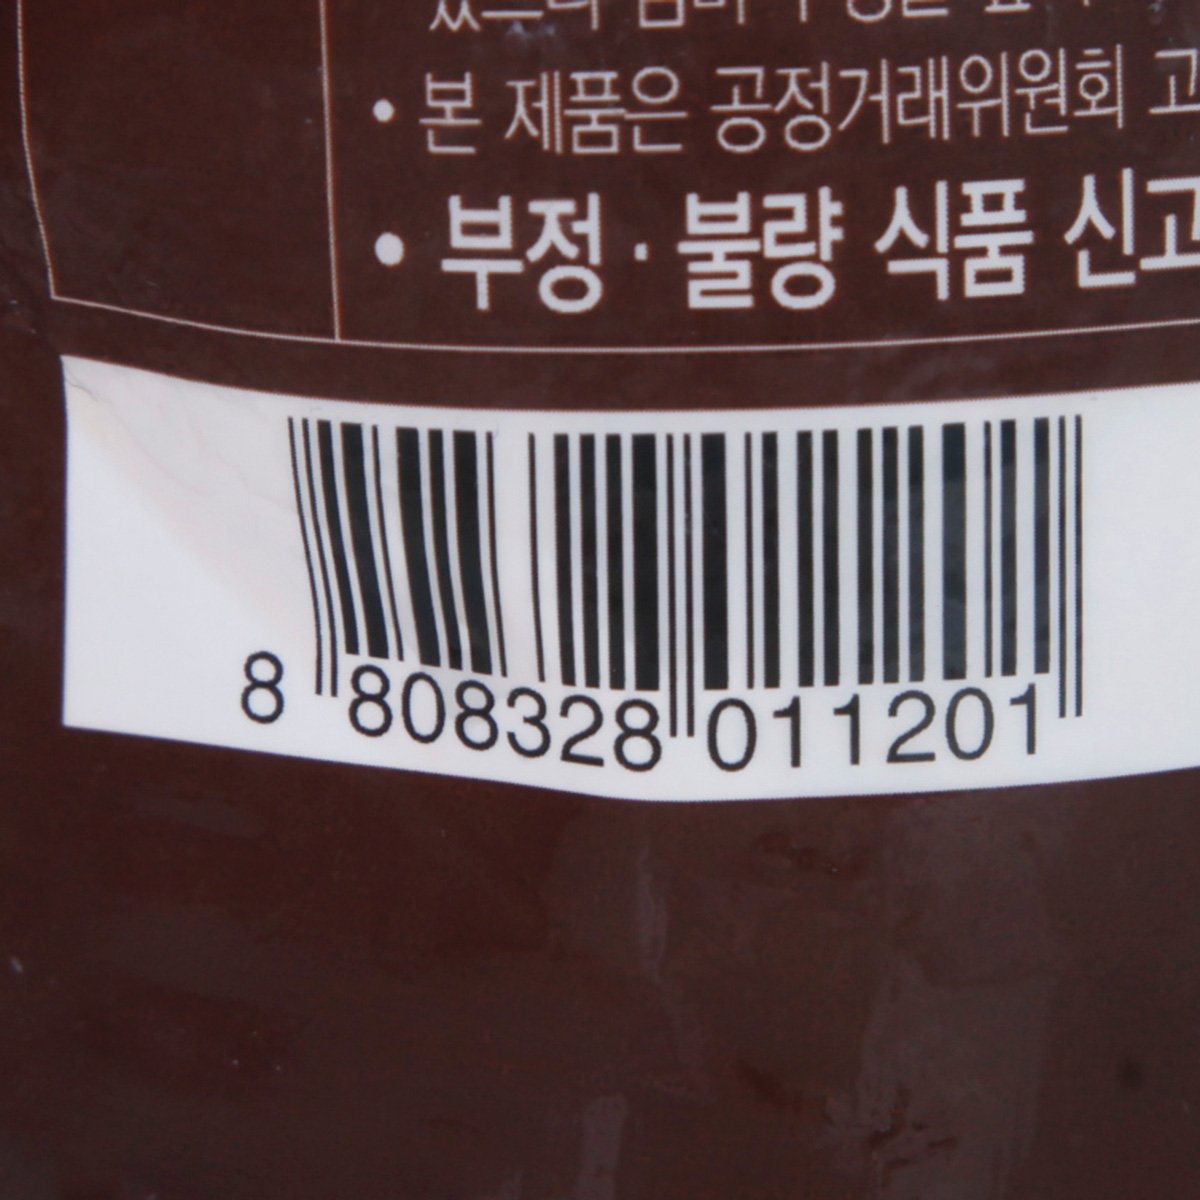 • 본 제품은 공정거래위원회 고
• 부정 · 불량 식품 신고
8 808328 011201